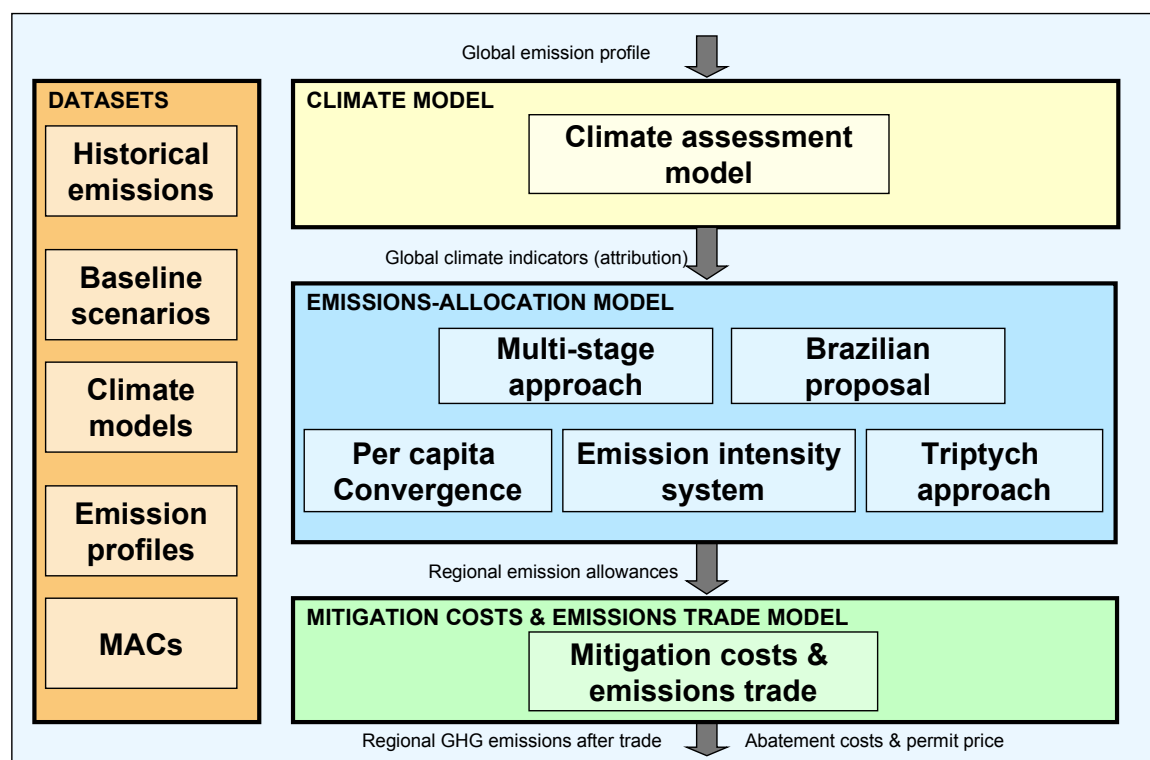 Global emission profile
DATASETS
Historical
emissions
Baseline
scenarios
Climate
models
Emission
profiles
MACs
CLIMATE MODEL
Climate assessment
model
Global climate indicators (attribution)
EMISSIONS-ALLOCATION MODEL
Multi-stage
approach
Brazilian
proposal
Per capita
Convergence
Emission intensity
system
Triptych
approach
Regional emission allowances
MITIGATION COSTS & EMISSIONS TRADE MODEL
Mitigation costs &
emissions trade
Regional GHG emissions after trade
Abatement costs & permit price